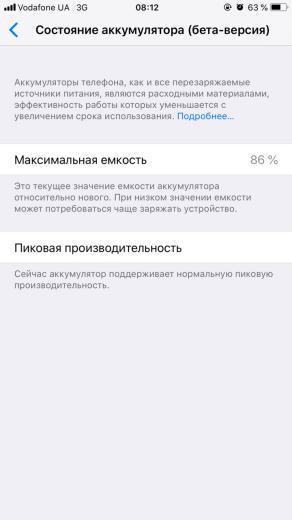 Vodafone UA 3G 08:12 63 %
Состояние аккумулятора (бета-версия)
Аккумуляторы телефона, как и все перезаряжаемые
источники питания, являются расходными материалами,
эффективность работы которых уменьшается с
увеличением срока использования. Подробнее...
Максимальная емкость 86 %
Это текущее значение емкости аккумулятора
относительно нового. При низком значении емкости
может потребоваться чаще заряжать устройство.
Пиковая производительность
Сейчас аккумулятор поддерживает нормальную пиковую
производительность.